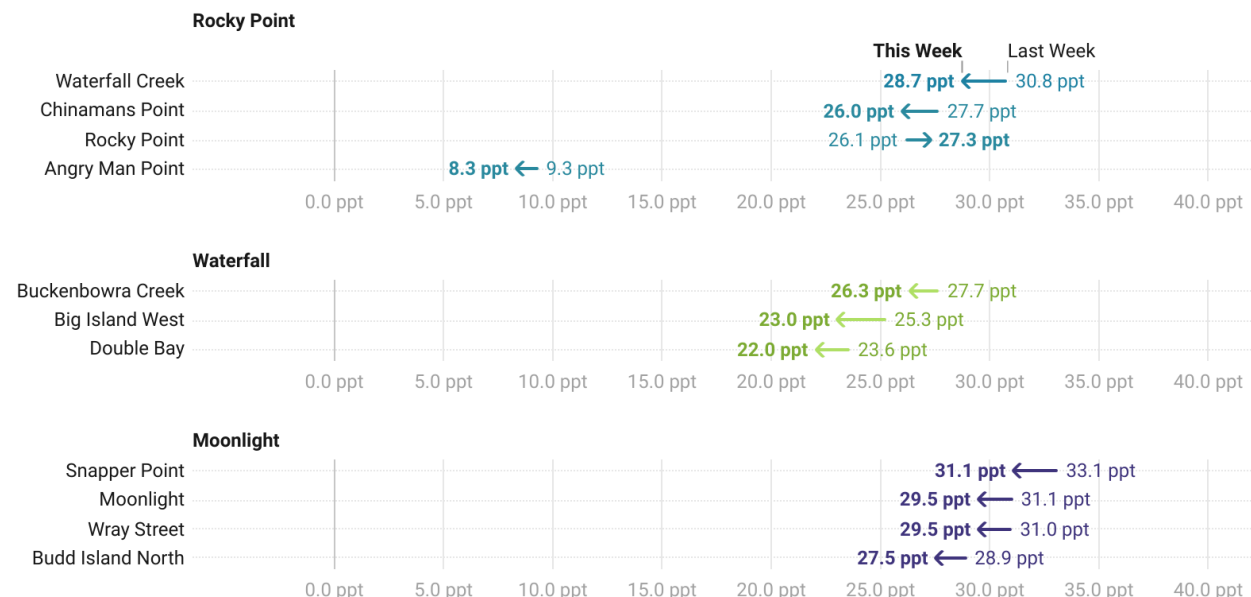 Rocky Point
This Week Last Week
Waterfall Creek 28.7 ppt 30.8 ppt
Chinamans Point 26.0 ppt 27.7 ppt
Rocky Point 26.1 ppt 27.3 ppt
Angry Man Point 8.3 ppt 9.3 ppt
0.0 ppt 5.0 ppt 10.0 ppt 15.0 ppt 20.0 ppt 25.0 ppt 30.0 ppt 35.0 ppt 40.0 ppt
Waterfall
Buckenbowra Creek 26.3 ppt 27.7 ppt
Big Island West 23.0 ppt 25.3 ppt
Double Bay 22.0 ppt 23.6 ppt
0.0 ppt 5.0 ppt 10.0 ppt 15.0 ppt 20.0 ppt 25.0 ppt 30.0 ppt 35.0 ppt 40.0 ppt
Moonlight
Snapper Point 31.1 ppt 33.1 ppt
Moonlight 29.5 ppt 31.1 ppt
Wray Street 29.5 ppt 31.0 ppt
Budd Island North 27.5 ppt 28.9 ppt
0.0 ppt 5.0 ppt 10.0 ppt 15.0 ppt 20.0 ppt 25.0 ppt 30.0 ppt 35.0 ppt 40.0 ppt